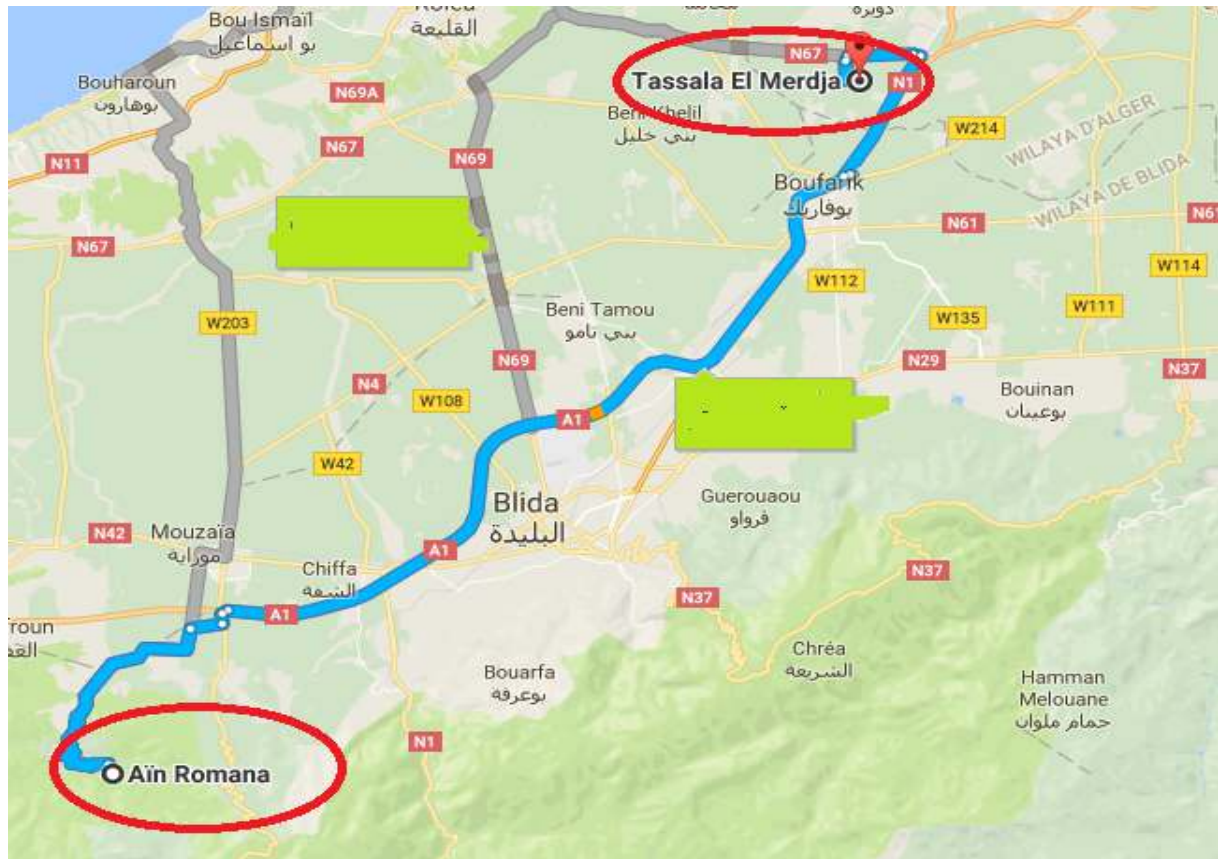 Bou Ismaïl
بو اسماعيل
القليعة
دويرة
Bouharoun
بوهارون
N69A
N67
Tassala El Merdja
N1
Beni Khelil
بني خليل
W214
WILAYA D'ALGER
WILAYA DE BLIDA
N11
N67
N69
Boufarik
بوفاريك
N67
N61
N61
W112
W114
W203
Beni Tamou
بني تامو
W135
W111
N69
N29
N37
N4
W108
A1
Bouinan
بوعينان
W42
Blida
البليدة
Guerouaou
قرواو
N42
Mouzaïa
موزاية
A1
Chiffa
الشفة
N37
A1
N37
roun
Chréa
الشريعة
Bouarfa
بوعرفة
Hamman
Melouane
حمام ملوان
N1
Aïn Romana